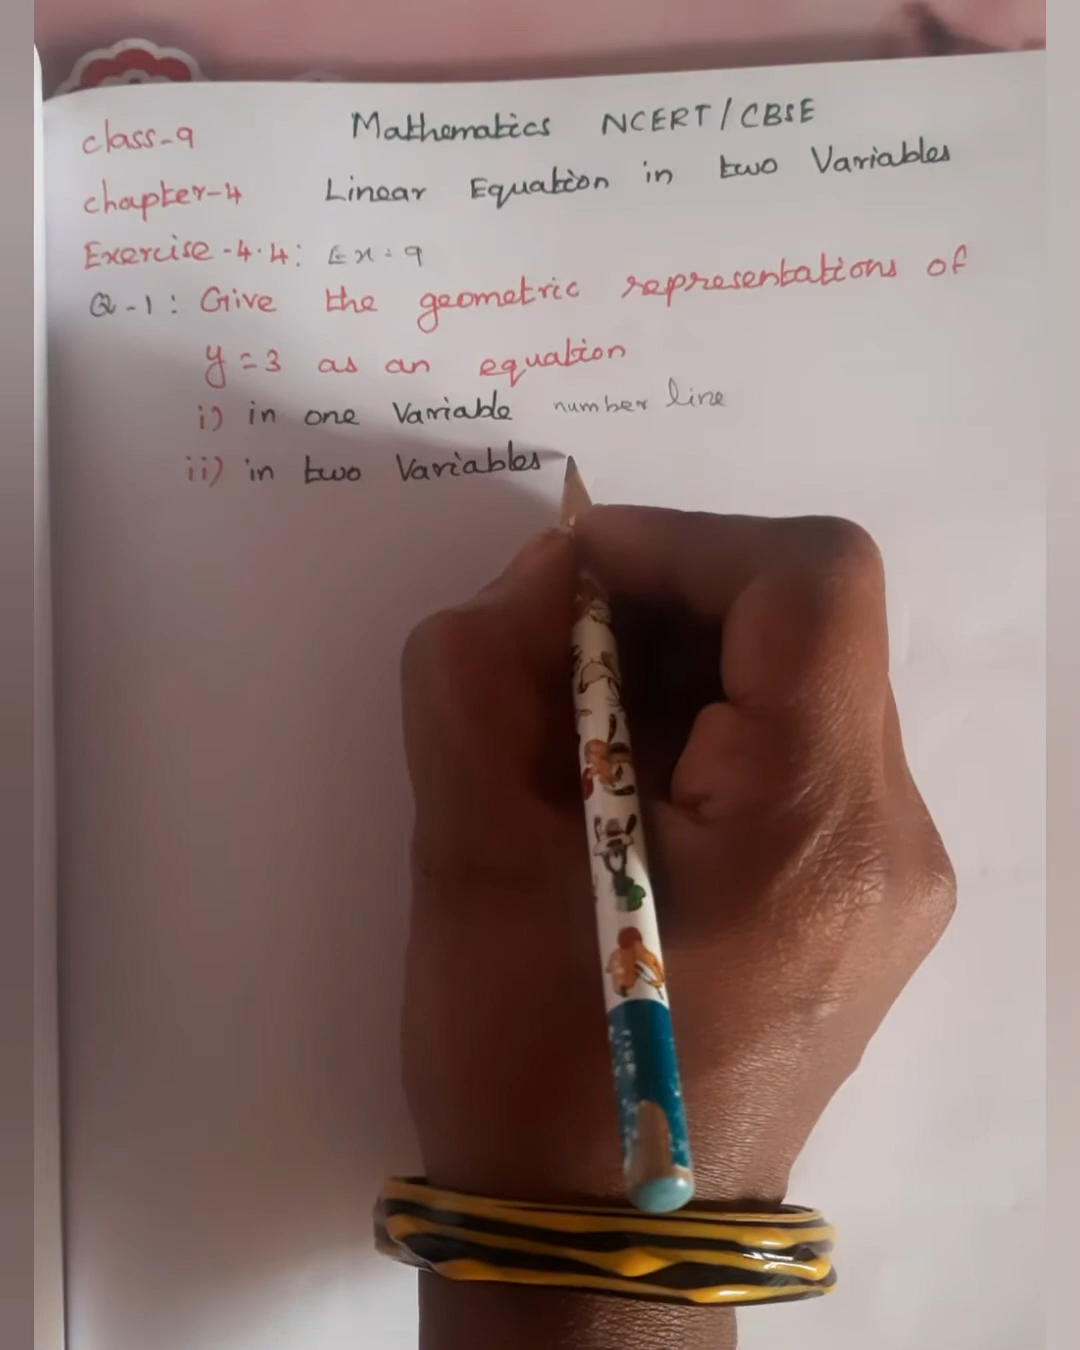 class-9 Mathematics NCERT/CBSE
chapter-4 Linear Equation in two Variables
Exercise-4.4: Ex:9
Q-1: Give the geometric representations of
y=3 as an equation
i) in one Variable number line
ii) in two Variables